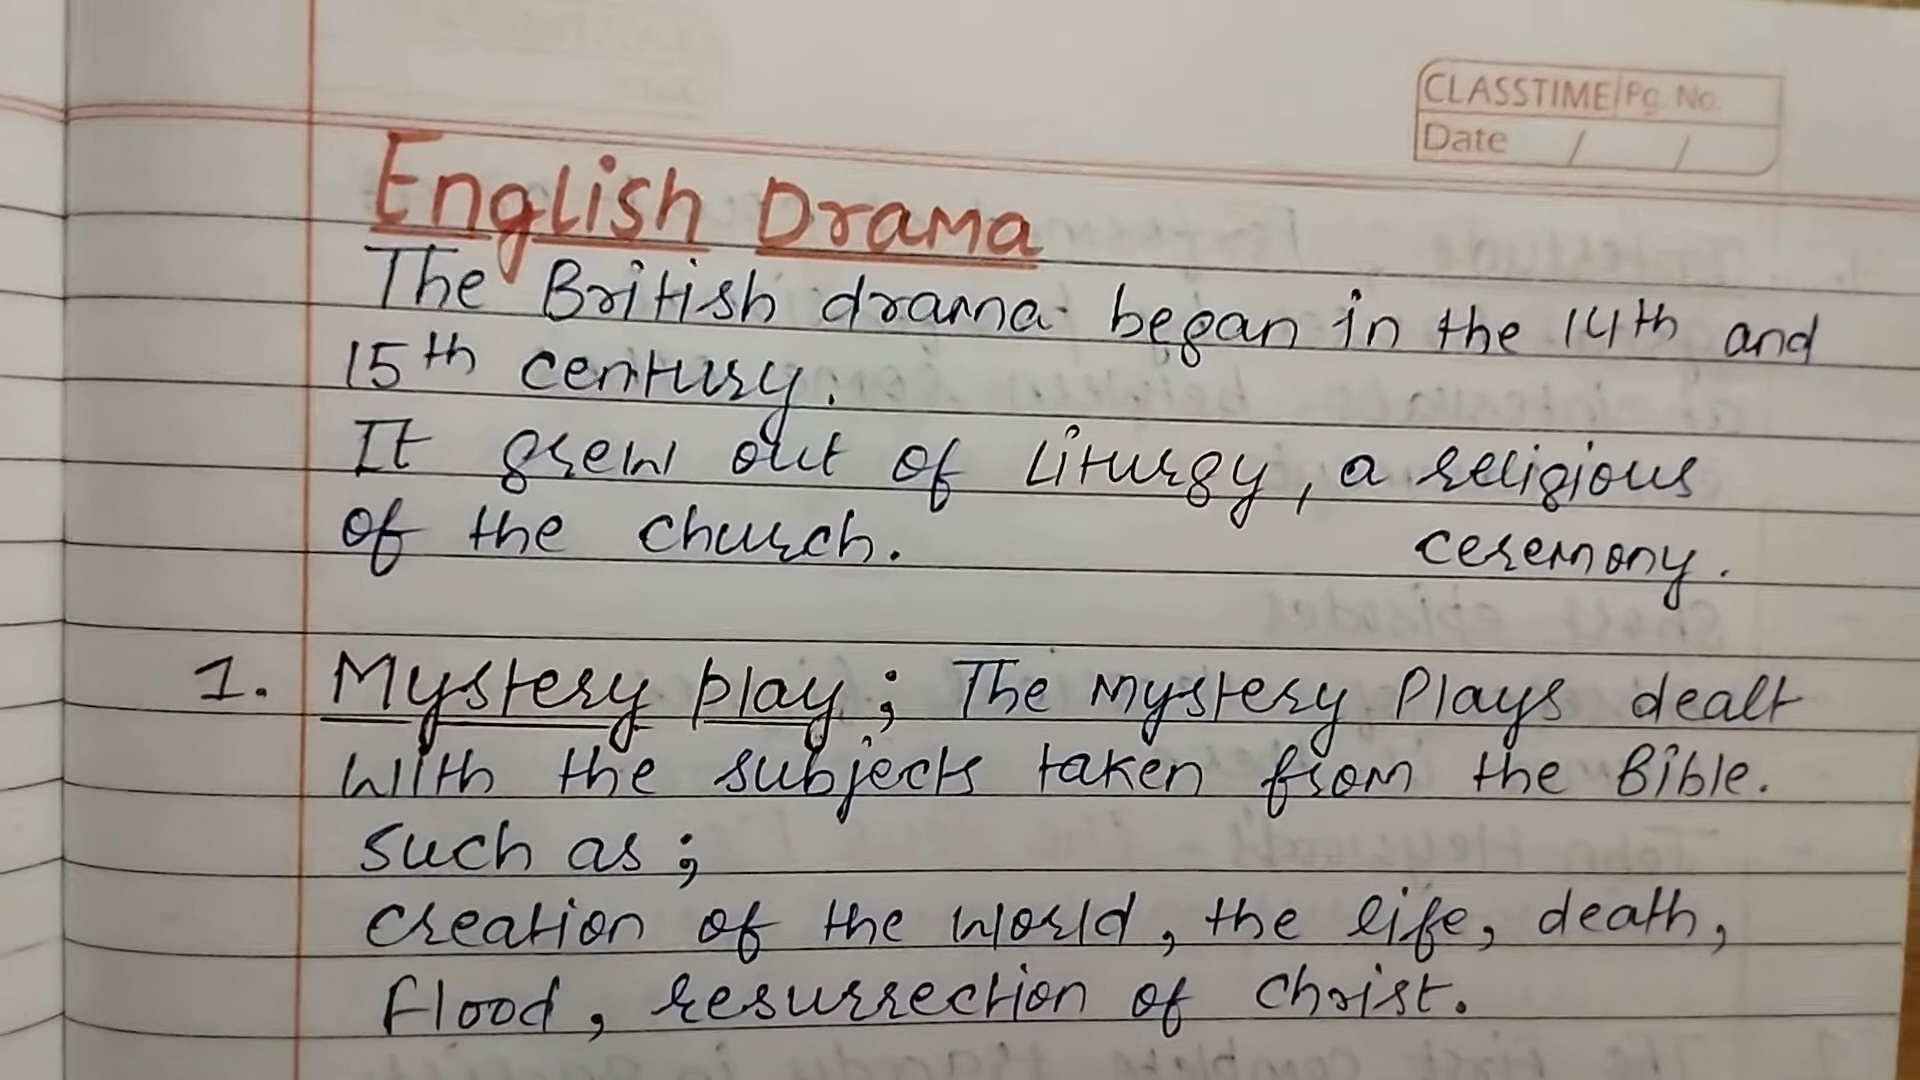 CLASSTIME Pg. No.
Date / /
English Drama
The British drama began in the 14th and
15th century.
It grew out of Liturgy, a religious
of the church. ceremony.
1. Mystery play; The Mystery Plays dealt
with the subjects taken from the Bible.
such as;
creation of the world, the life, death,
flood, resurrection of christ.